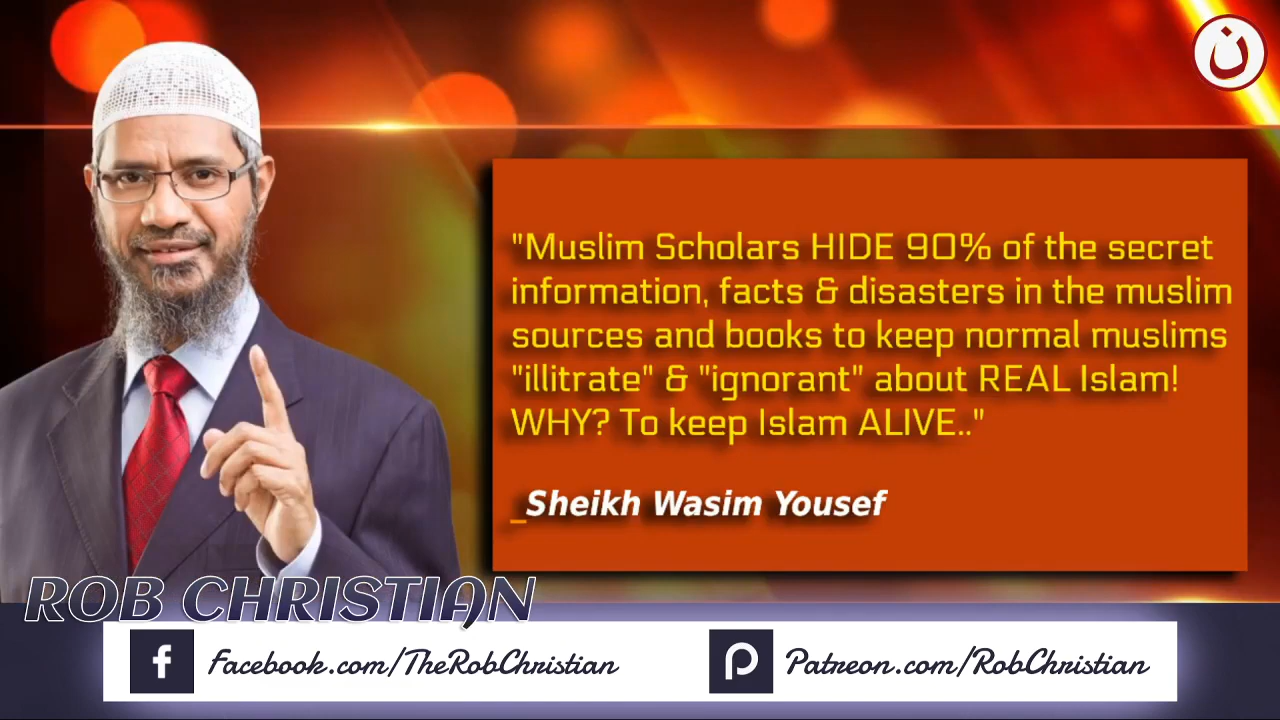 ن
"Muslim Scholars HIDE 90% of the secret
information, facts & disasters in the muslim
sources and books to keep normal muslims
"illitrate" & "ignorant" about REAL Islam!
WHY? To keep Islam ALIVE.."
_Sheikh Wasim Yousef
ROB CHRISTIAN
f Facebook.com/TheRobChristian
Patreon.com/RobChristian